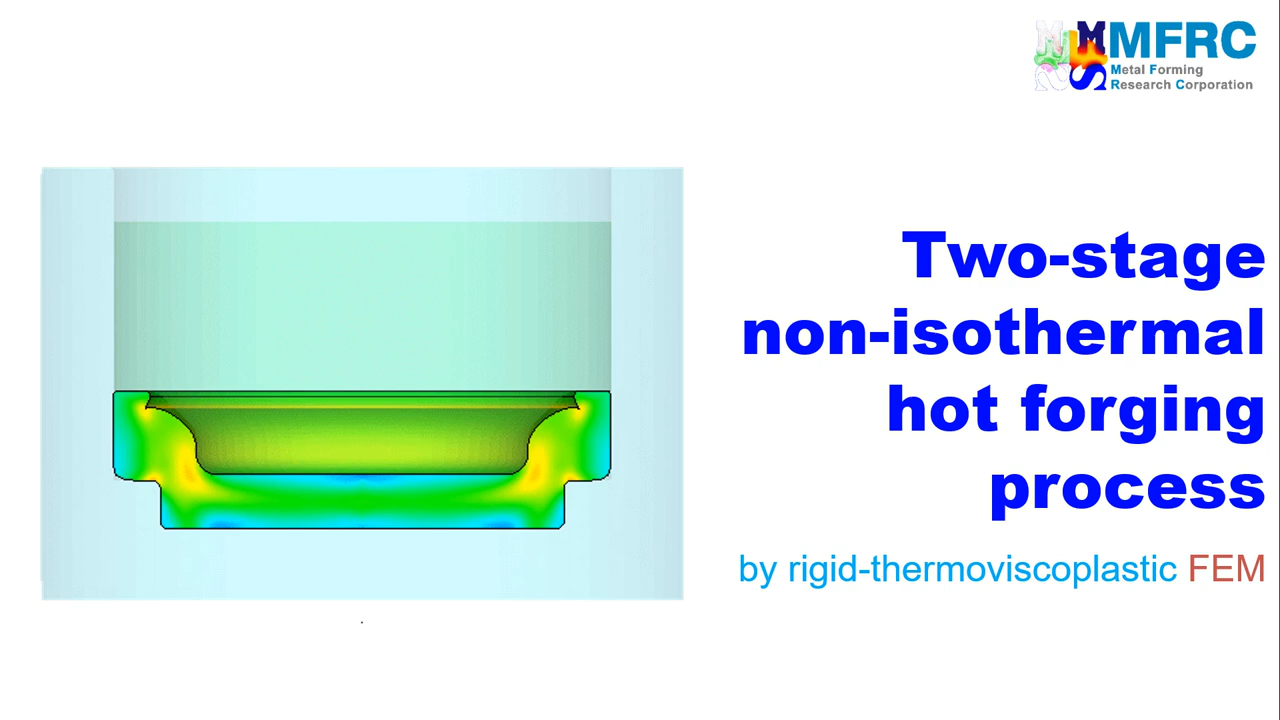 MFRC
Metal Forming
Research Corporation
Two-stage
non-isothermal
hot forging
process
by rigid-thermoviscoplastic FEM